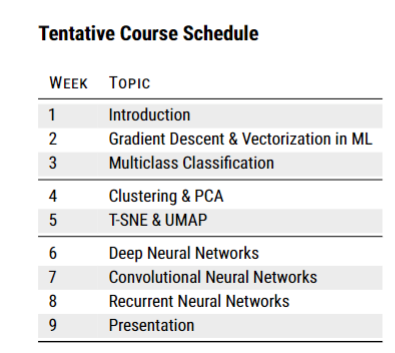 Tentative Course Schedule
WEEK TOPIC
1 Introduction
2 Gradient Descent & Vectorization in ML
3 Multiclass Classification
4 Clustering & PCA
5 T-SNE & UMAP
6 Deep Neural Networks
7 Convolutional Neural Networks
8 Recurrent Neural Networks
9 Presentation